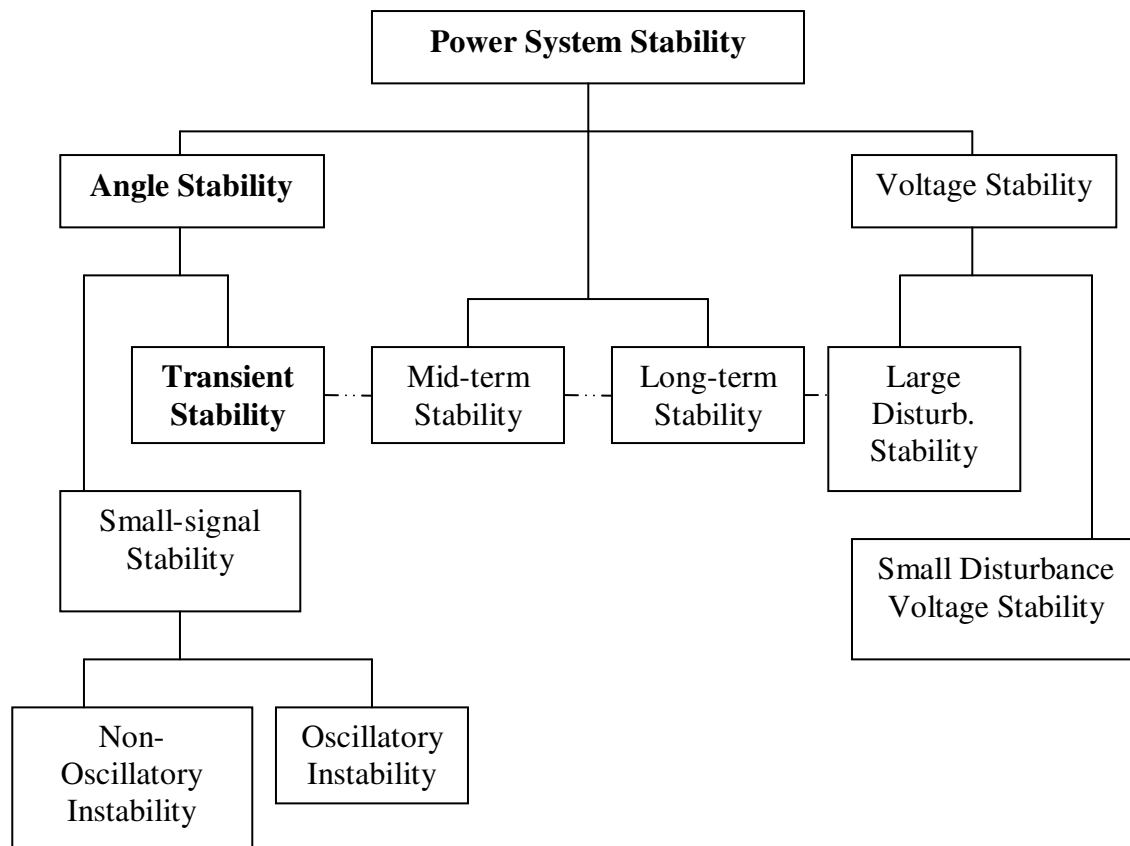 Power System Stability
Angle Stability
Voltage Stability
Transient
Stability
Mid-term
Stability
Long-term
Stability
Large
Disturb.
Stability
Small-signal
Stability
Small Disturbance
Voltage Stability
Non-
Oscillatory
Instability
Oscillatory
Instability